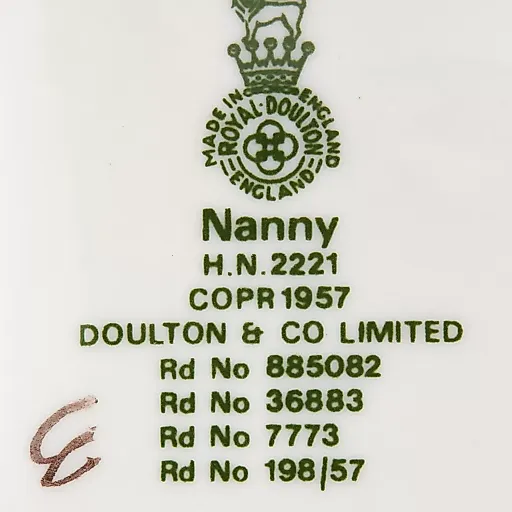 MADE IN ENGLAND
ROYAL·DOULTON
ENGLAND
Nanny
H.N.2221
COPR 1957
DOULTON & CO LIMITED
Rd No 885082
Rd No 36883
Rd No 7773
Rd No 198/57